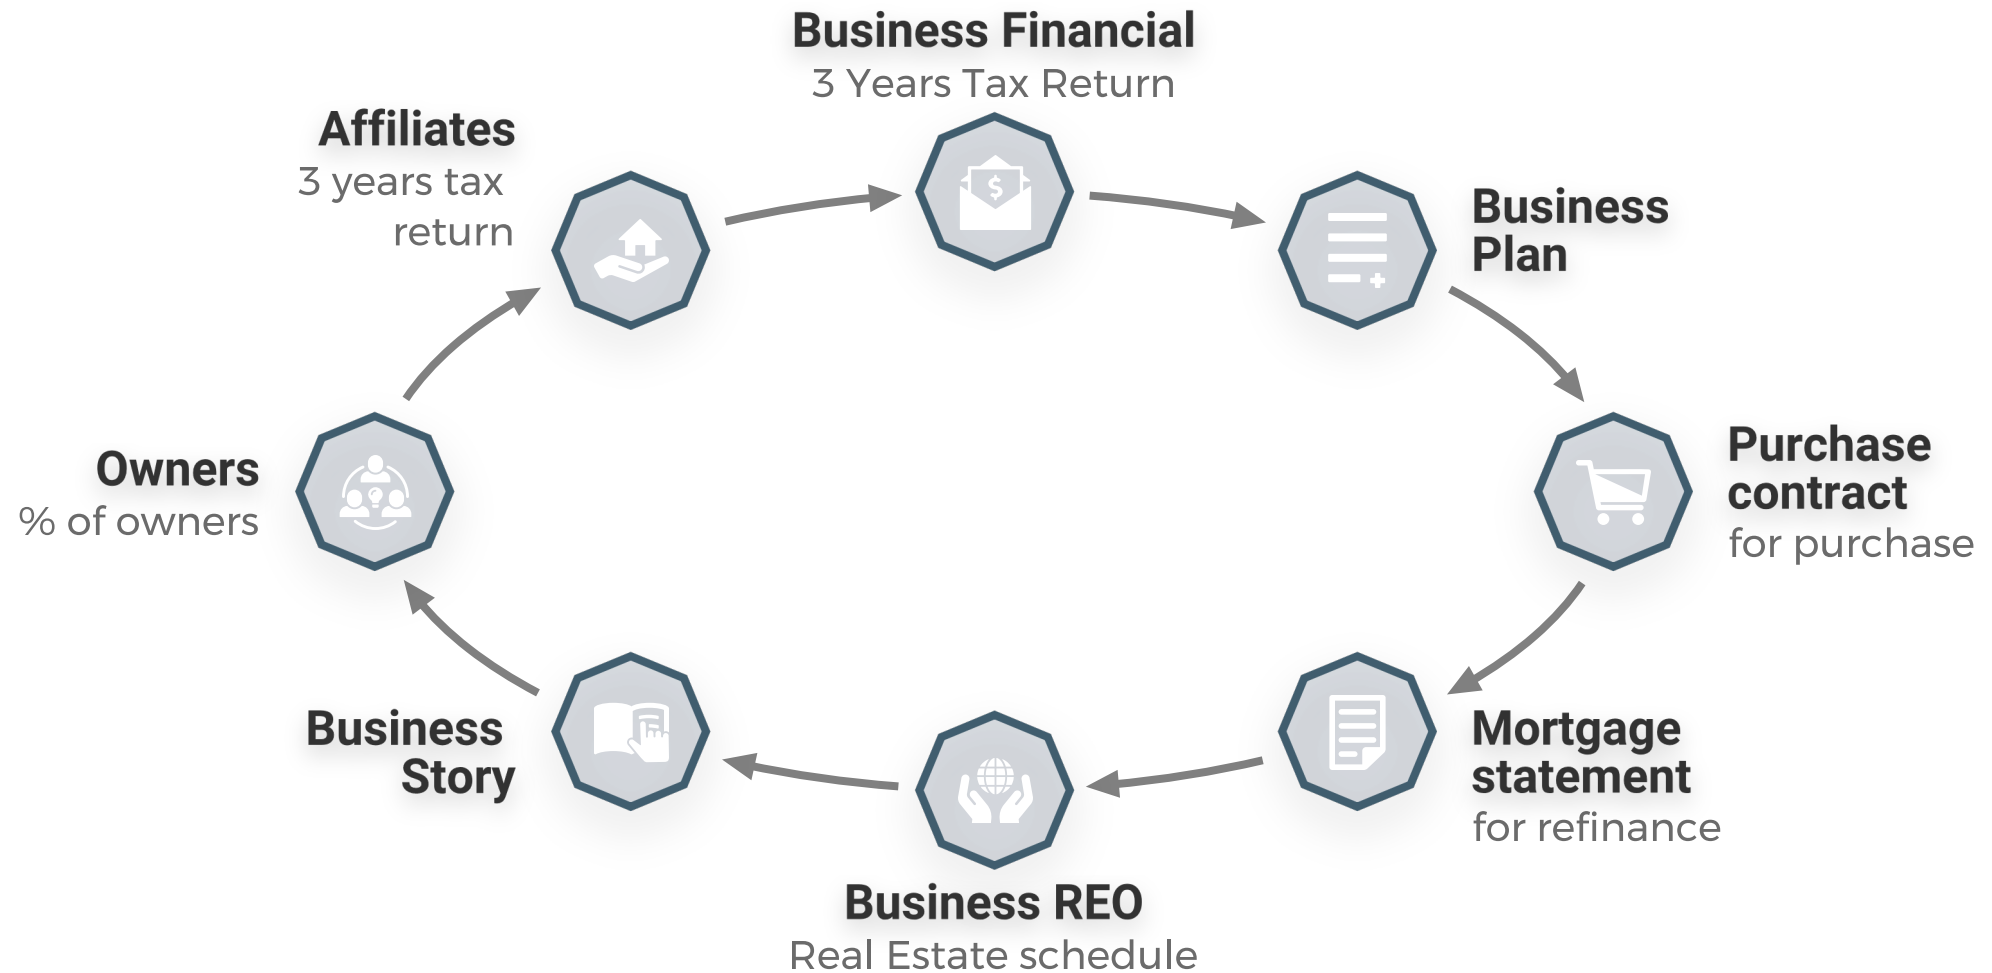 Business Financial
3 Years Tax Return
Affiliates
3 years tax
return
Business
Plan
Owners
% of owners
Purchase
contract
for purchase
Business
Story
Mortgage
statement
for refinance
Business REO
Real Estate schedule